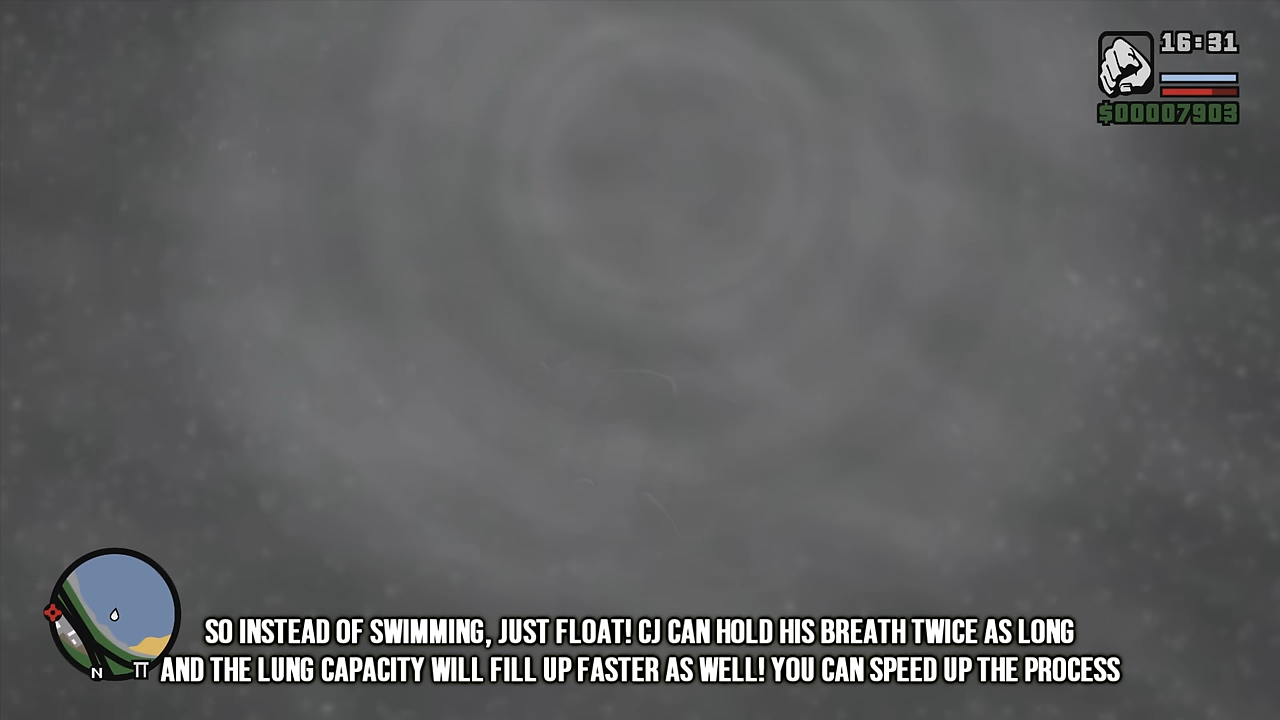 16:31
$00007903
SO INSTEAD OF SWIMMING, JUST FLOAT! CJ CAN HOLD HIS BREATH TWICE AS LONG
AND THE LUNG CAPACITY WILL FILL UP FASTER AS WELL! YOU CAN SPEED UP THE PROCESS
N